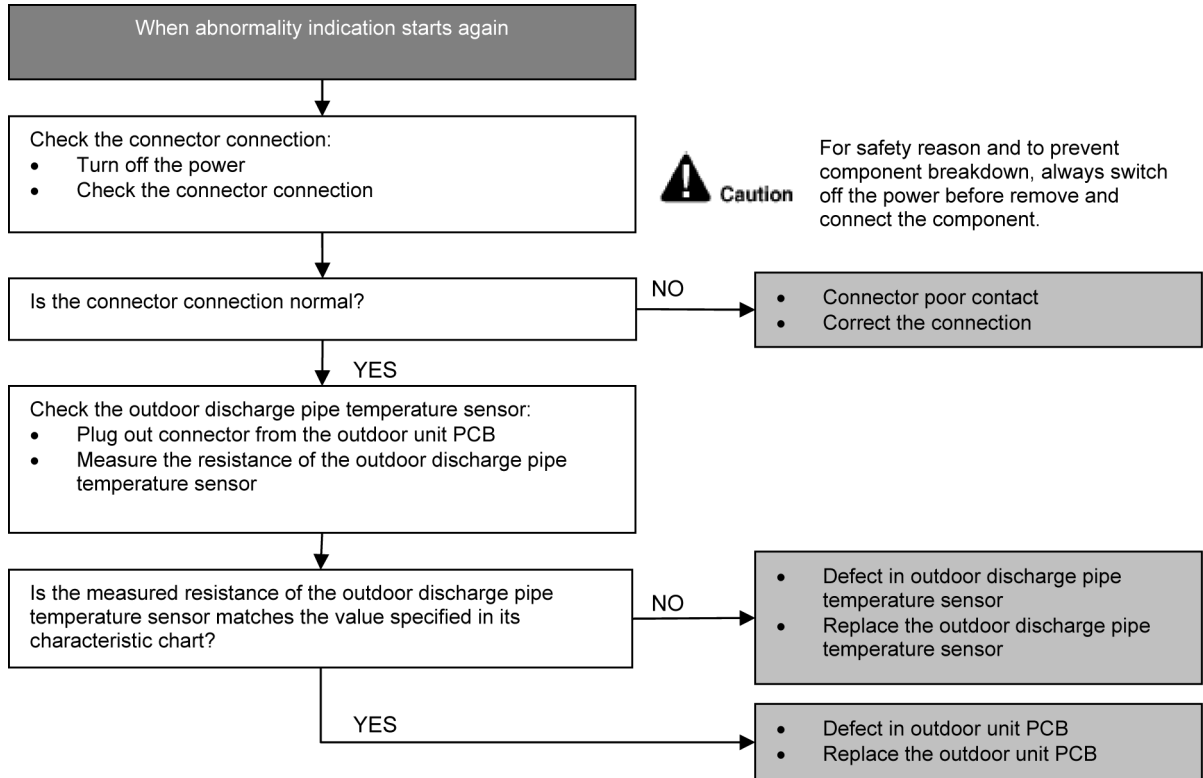 When abnormality indication starts again
Check the connector connection:
• Turn off the power
• Check the connector connection
Caution
For safety reason and to prevent
component breakdown, always switch
off the power before remove and
connect the component.
Is the connector connection normal?
NO
• Connector poor contact
• Correct the connection
YES
Check the outdoor discharge pipe temperature sensor:
• Plug out connector from the outdoor unit PCB
• Measure the resistance of the outdoor discharge pipe
temperature sensor
Is the measured resistance of the outdoor discharge pipe
temperature sensor matches the value specified in its
characteristic chart?
NO
• Defect in outdoor discharge pipe
temperature sensor
• Replace the outdoor discharge pipe
temperature sensor
YES
• Defect in outdoor unit PCB
• Replace the outdoor unit PCB